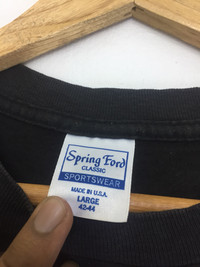 Spring Ford
CLASSIC
SPORTSWEAR
MADE IN U.S.A.
LARGE
42-44